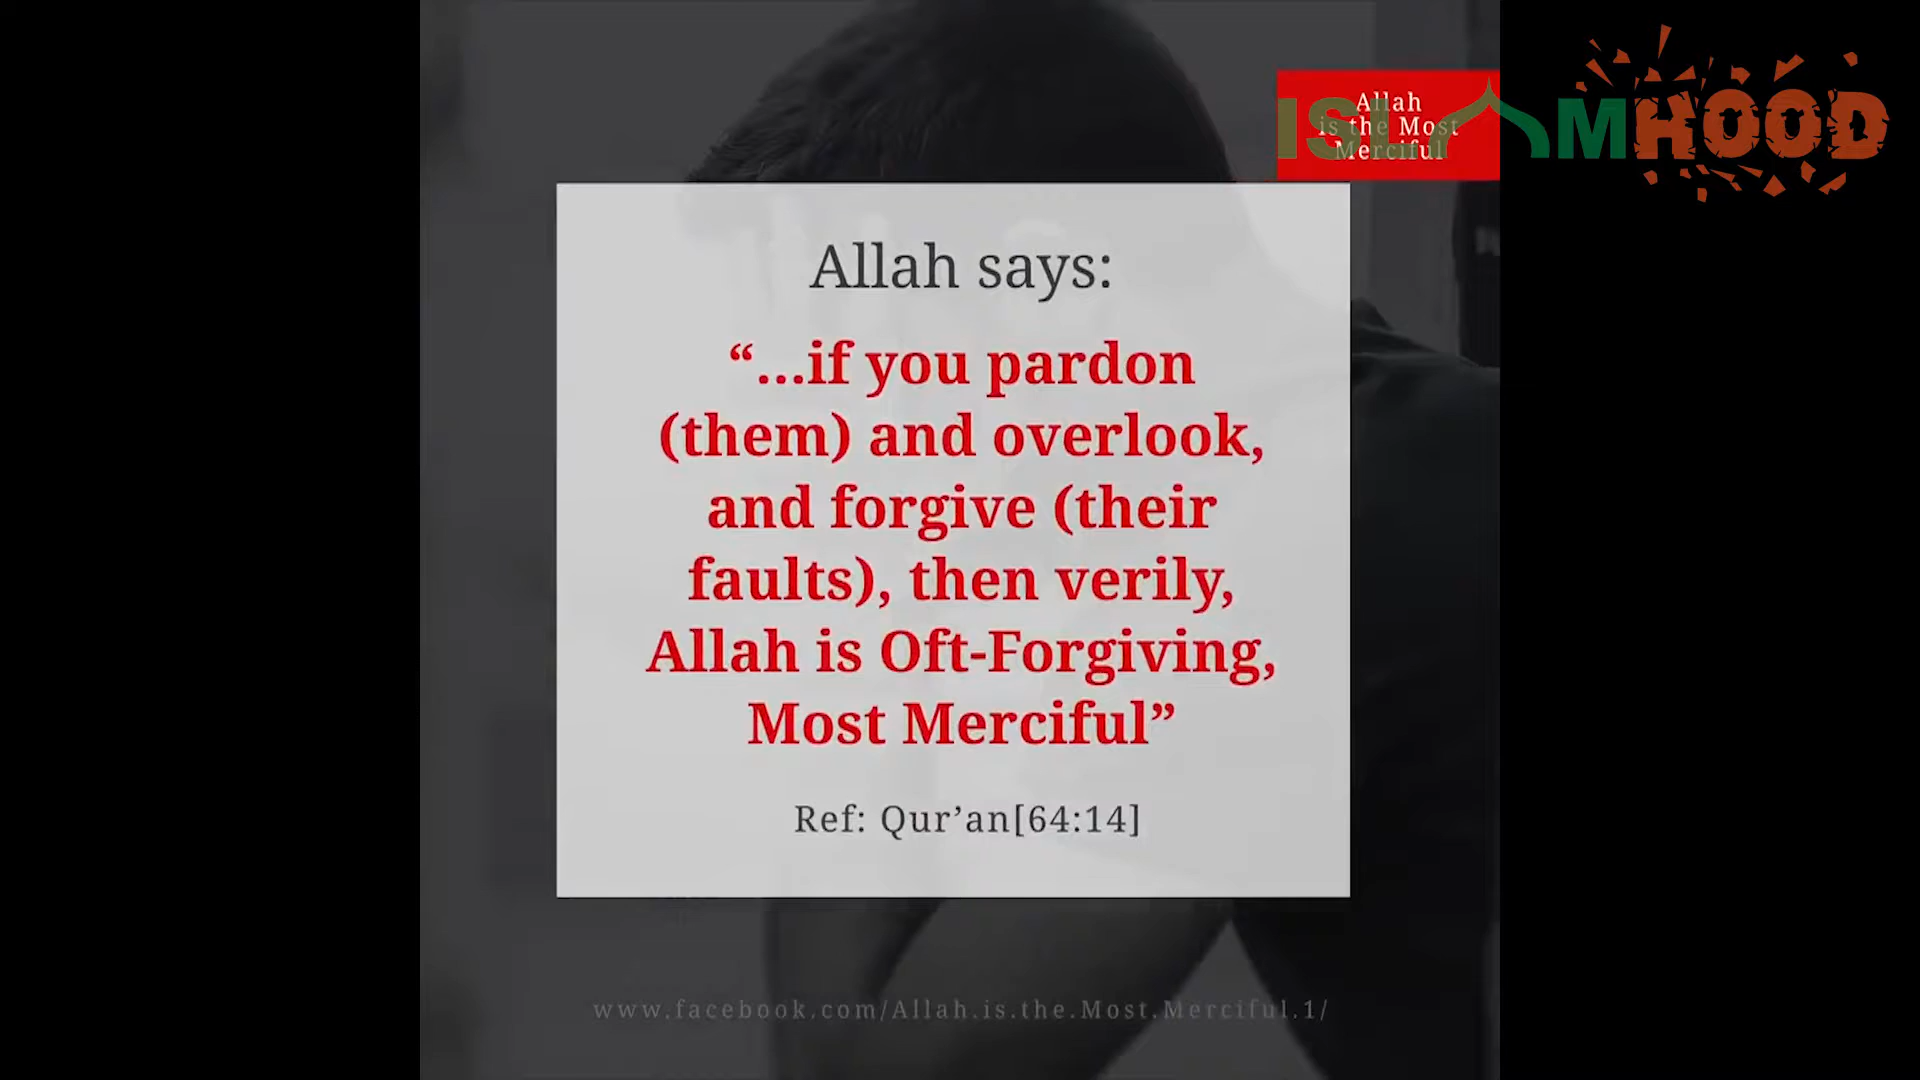 Allah
is the Most
Merciful
ISLAMHOOD
Allah says:
“...if you pardon
(them) and overlook,
and forgive (their
faults), then verily,
Allah is Oft-Forgiving,
Most Merciful”
Ref: Qur’an[64:14]
www.facebook.com/Allah.is.the.Most.Merciful.1/